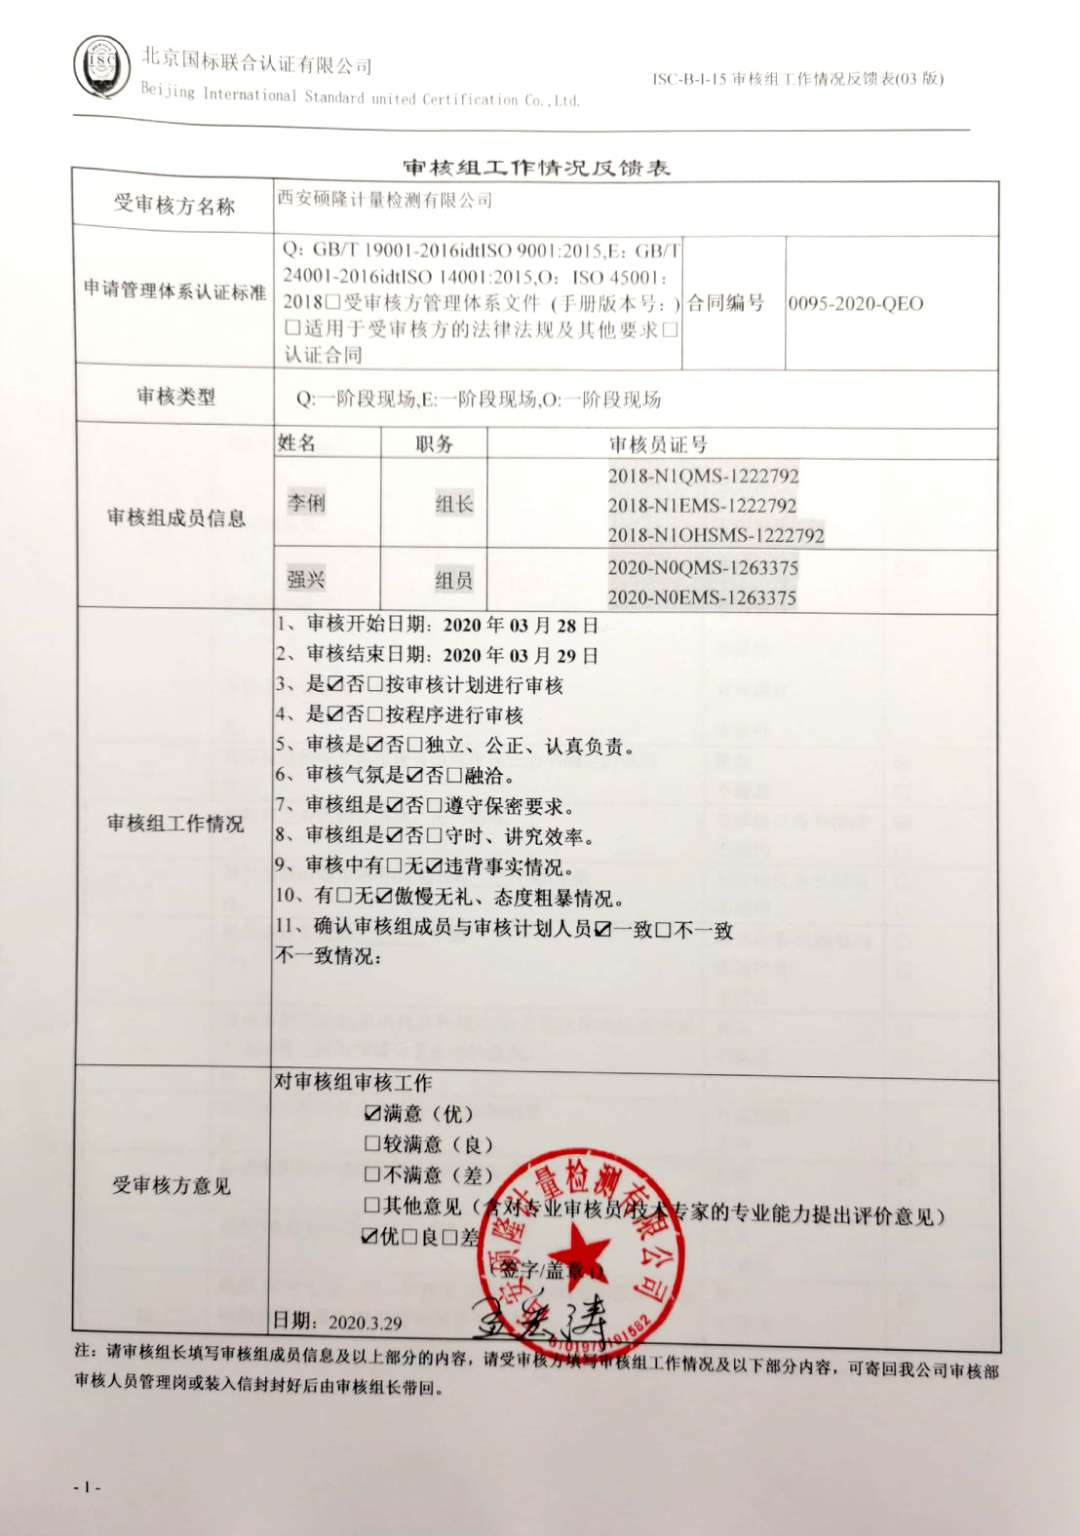 北京国标联合认证有限公司
Beijing International Standard united Certification Co.,Ltd.
ISC-B-I-15 审核组工作情况反馈表(03 版)
ISC
审核组工作情况反馈表
受审核方名称
西安硕隆计量检测有限公司
申请管理体系认证标准
Q：GB/T 19001-2016idtISO 9001:2015,E：GB/T
24001-2016idtISO 14001:2015,O： ISO 45001：
2018□受审核方管理体系文件（手册版本号：）
□适用于受审核方的法律法规及其他要求□
认证合同
合同编号
0095-2020-QEO
审核类型
Q:一阶段现场,E:一阶段现场,O:一阶段现场
审核组成员信息
姓名 职务 审核员证号
李俐 组长
2018-N1QMS-1222792
2018-N1EMS-1222792
2018-N1OHSMS-1222792
强兴 组员
2020-N0QMS-1263375
2020-N0EMS-1263375
审核组工作情况
1、审核开始日期：2020 年 03 月 28 日
2、审核结束日期：2020 年 03 月 29 日
3、是☑否□按审核计划进行审核
4、是☑否□按程序进行审核
5、审核是☑否□独立、公正、认真负责。
6、审核气氛是☑否□融洽。
7、审核组是☑否□遵守保密要求。
8、审核组是☑否□守时、讲究效率。
9、审核中有□无☑违背事实情况。
10、有□无☑傲慢无礼、态度粗暴情况。
11、确认审核组成员与审核计划人员☑一致□不一致
不一致情况：
受审核方意见
对审核组审核工作
☑满意（优）
□较满意（良）
□不满意（差）
□其他意见（含对专业审核员/技术专家的专业能力提出评价意见）
☑优□良□差
（签字/盖章）
日期：2020.3.29
西安硕隆计量检测有限公司
6101970191582
注：请审核组长填写审核组成员信息及以上部分的内容，请受审核方填写审核组工作情况及以下部分内容，可寄回我公司审核部
审核人员管理岗或装入信封封好后由审核组长带回。
- 1 -